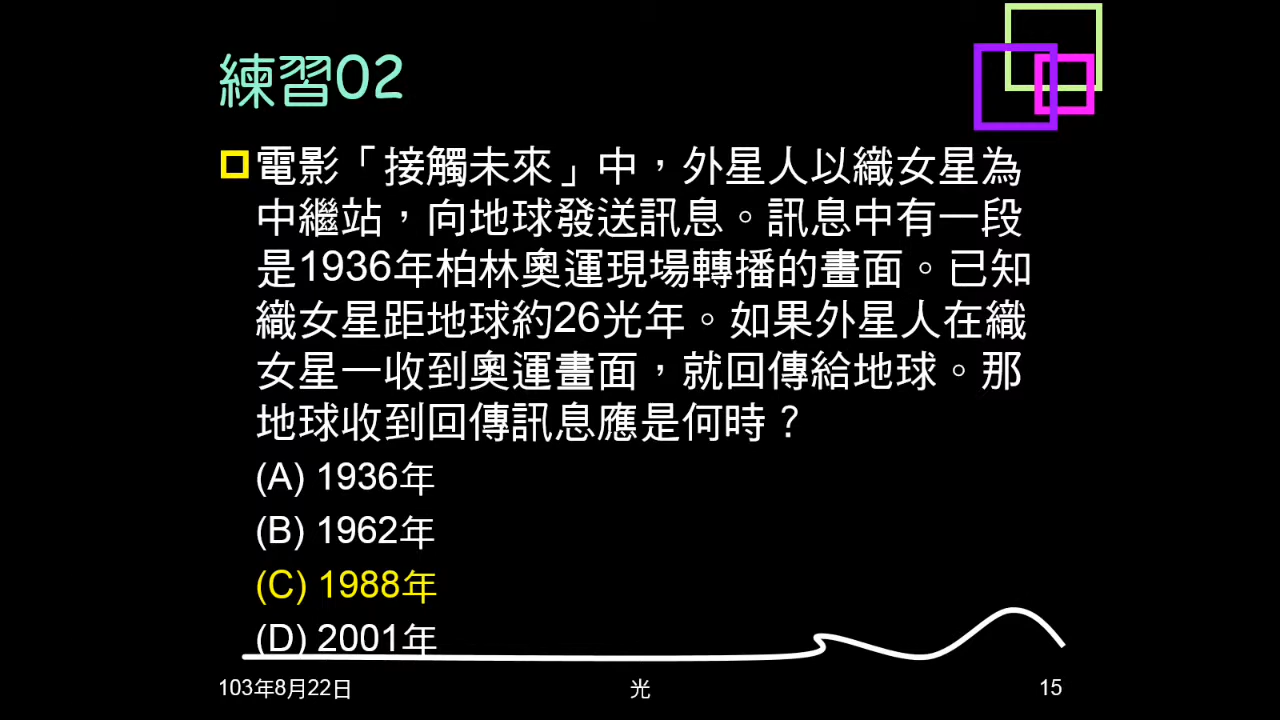 練習02
電影「接觸未來」中，外星人以織女星為
中繼站，向地球發送訊息。訊息中有一段
是1936年柏林奧運現場轉播的畫面。已知
織女星距地球約26光年。如果外星人在織
女星一收到奧運畫面，就回傳給地球。那
地球收到回傳訊息應是何時？
(A) 1936年
(B) 1962年
(C) 1988年
(D) 2001年
103年8月22日
光
15